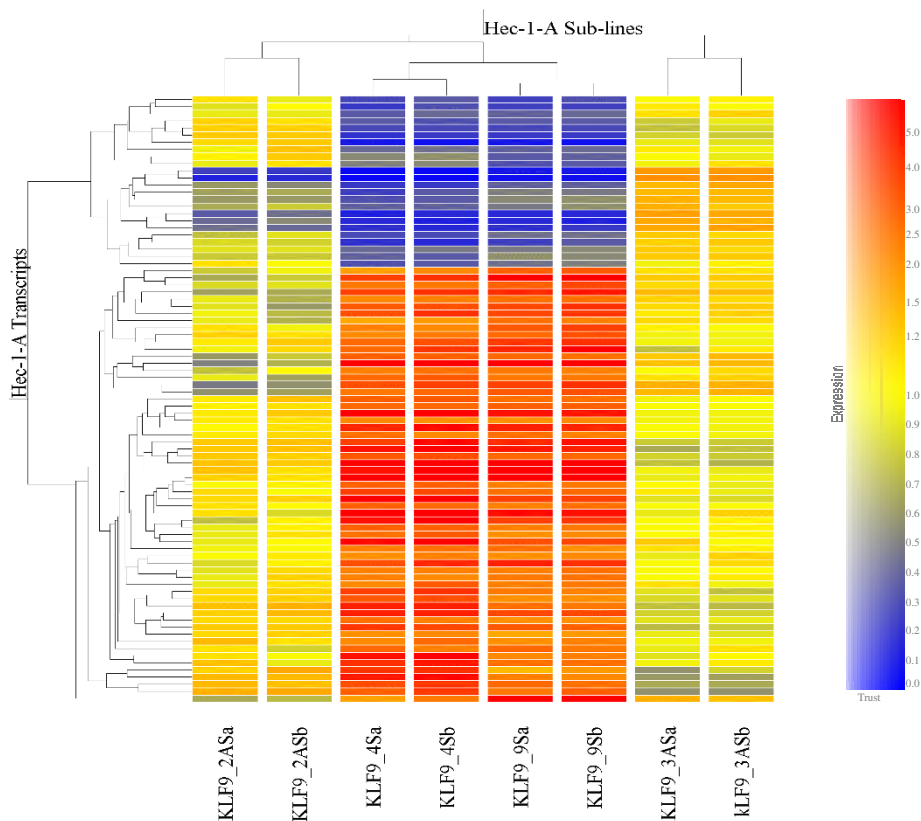 Hec-1-A Sub-lines
Hec-1-A Transcripts
5.0
4.0
3.0
2.5
2.0
1.5
1.2
1.0
0.9
0.8
0.7
0.6
0.5
0.4
0.3
0.2
0.1
0.0
Expression
Trust
KLF9_2ASa
KLF9_2ASb
KLF9_4Sa
KLF9_4Sb
KLF9_9Sa
KLF9_9Sb
KLF9_3ASa
kLF9_3ASb